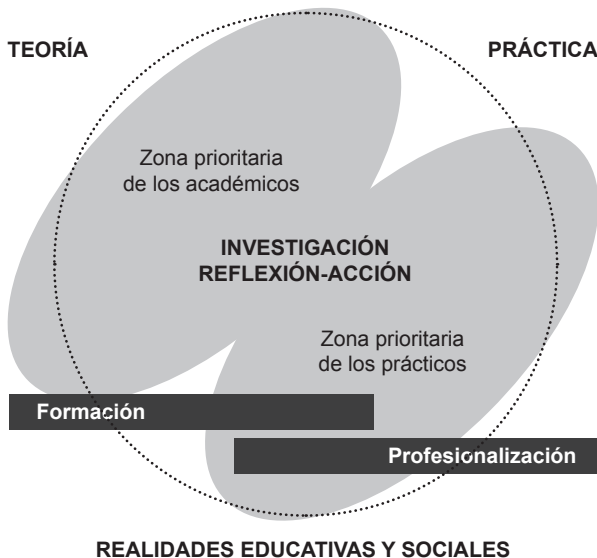 TEORÍA
PRÁCTICA
Zona prioritaria
de los académicos
INVESTIGACIÓN
REFLEXIÓN-ACCIÓN
Zona prioritaria
de los prácticos
Formación
Profesionalización
REALIDADES EDUCATIVAS Y SOCIALES